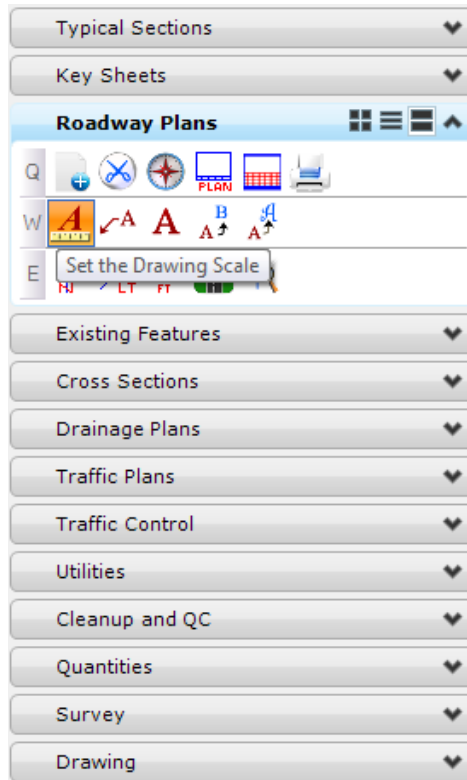 Typical Sections
Key Sheets
Roadway Plans
Q
PLAN
W A A A A B A A
Set the Drawing Scale
E LT FT
Existing Features
Cross Sections
Drainage Plans
Traffic Plans
Traffic Control
Utilities
Cleanup and QC
Quantities
Survey
Drawing